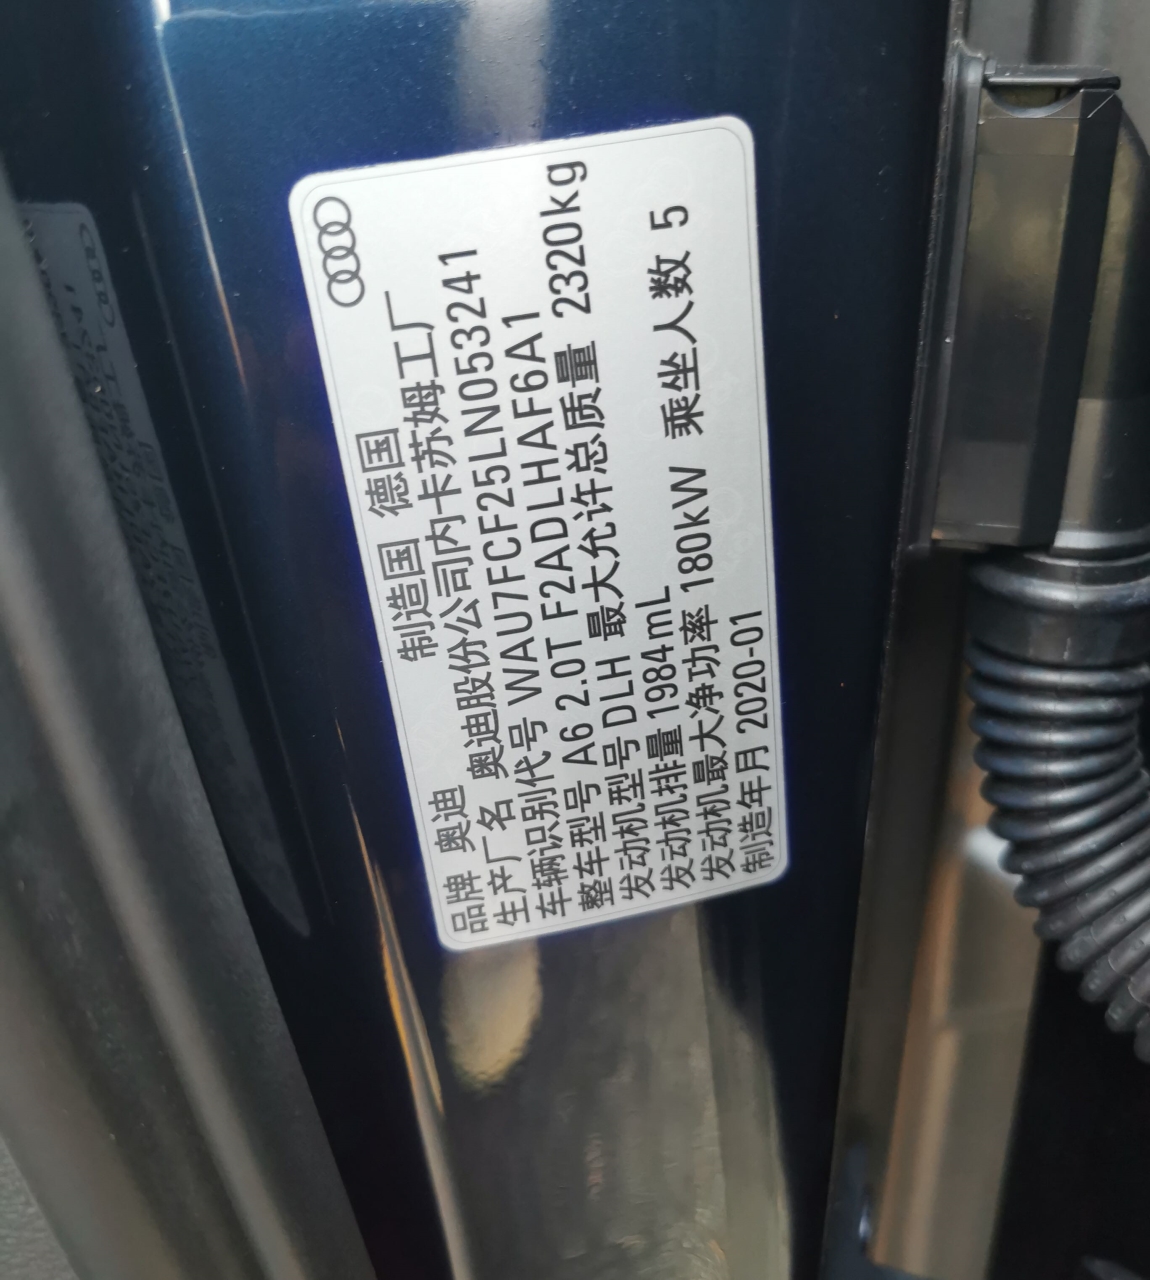 品牌 奥迪 制造国 德国
生产厂名 奥迪股份公司内卡苏姆工厂
车辆识别代号 WAU7FCF25LN053241
整车型号 A6 2.0T F2ADLHAF6A1
发动机型号 DLH 最大允许总质量 2320kg
发动机排量 1984mL
发动机最大净功率 180kW 乘坐人数 5
制造年月 2020-01